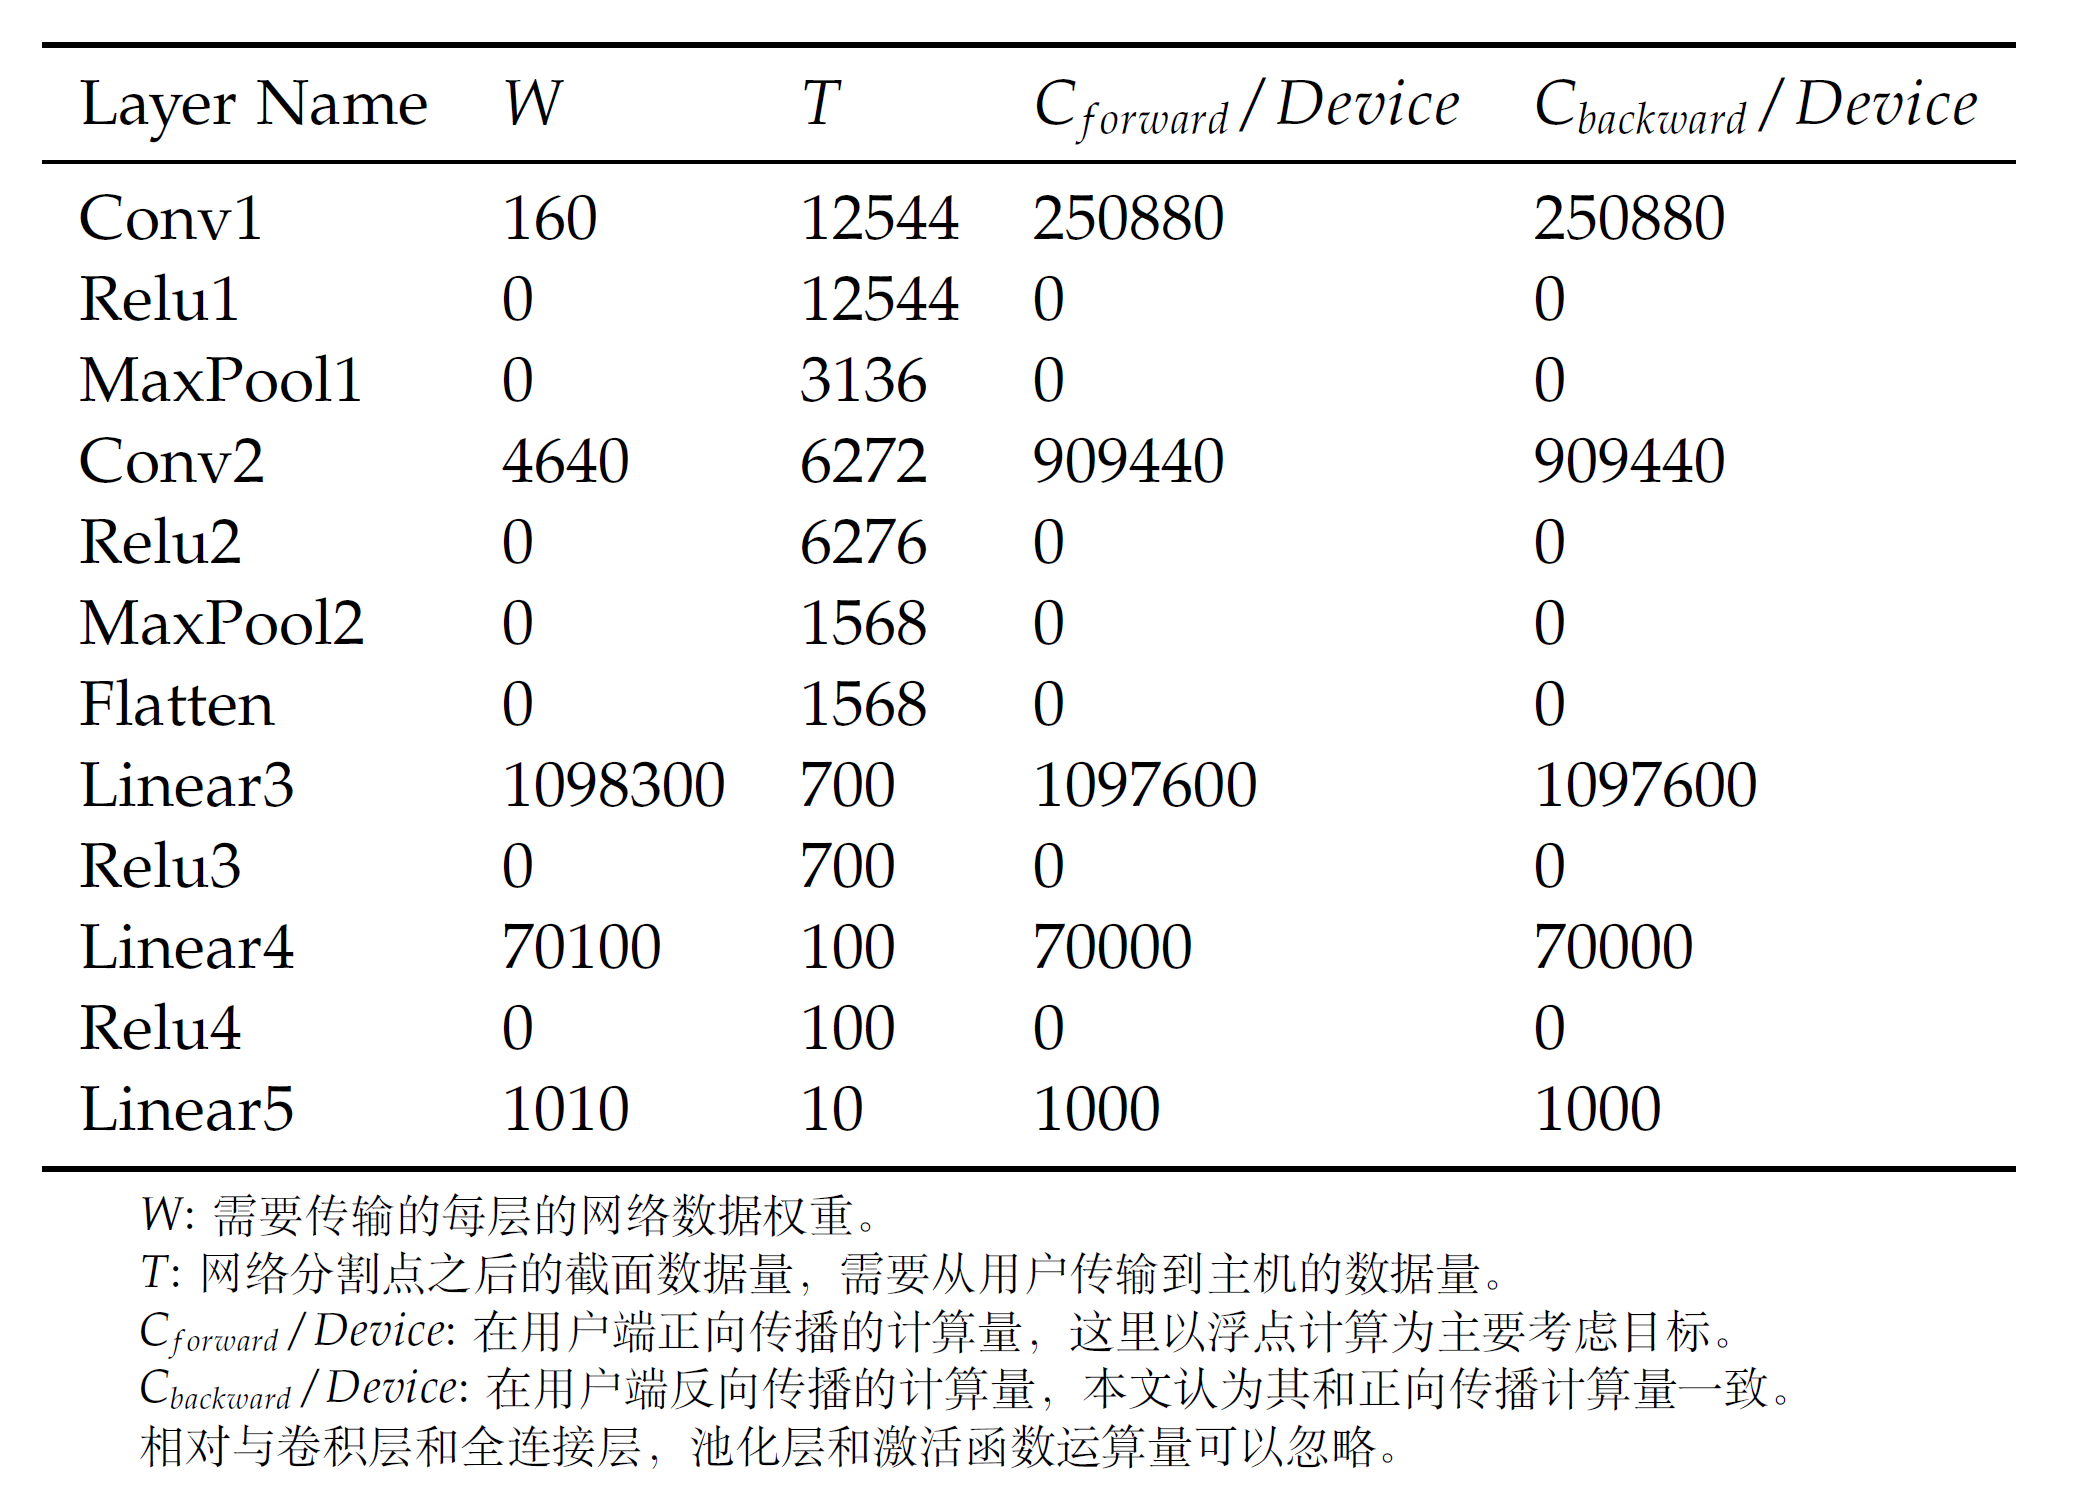 Layer Name W T C_forward/Device C_backward/Device
Conv1 160 12544 250880 250880
Relu1 0 12544 0 0
MaxPool1 0 3136 0 0
Conv2 4640 6272 909440 909440
Relu2 0 6276 0 0
MaxPool2 0 1568 0 0
Flatten 0 1568 0 0
Linear3 1098300 700 1097600 1097600
Relu3 0 700 0 0
Linear4 70100 100 70000 70000
Relu4 0 100 0 0
Linear5 1010 10 1000 1000
W: 需要传输的每层的网络数据权重。
T: 网络分割点之后的截面数据量，需要从用户传输到主机的数据量。
C_forward/Device: 在用户端正向传播的计算量，这里以浮点计算为主要考虑目标。
C_backward/Device: 在用户端反向传播的计算量，本文认为其和正向传播计算量一致。
相对与卷积层和全连接层，池化层和激活函数运算量可以忽略。